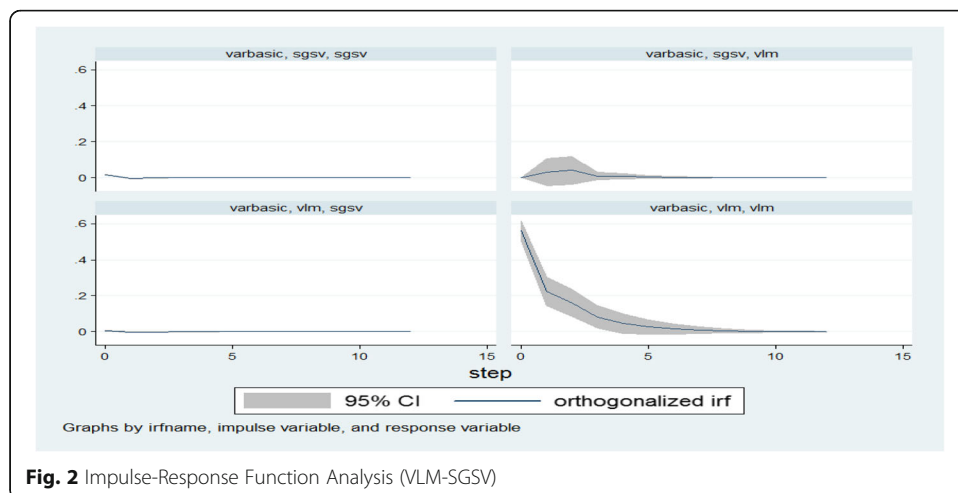 varbasic, sgsv, sgsv
varbasic, sgsv, vlm
.6
.4
.2
0
varbasic, vlm, sgsv
varbasic, vlm, vlm
.6
.4
.2
0
0 5 10 15 0 5 10 15
step
95% CI orthogonalized irf
Graphs by irfname, impulse variable, and response variable
Fig. 2 Impulse-Response Function Analysis (VLM-SGSV)